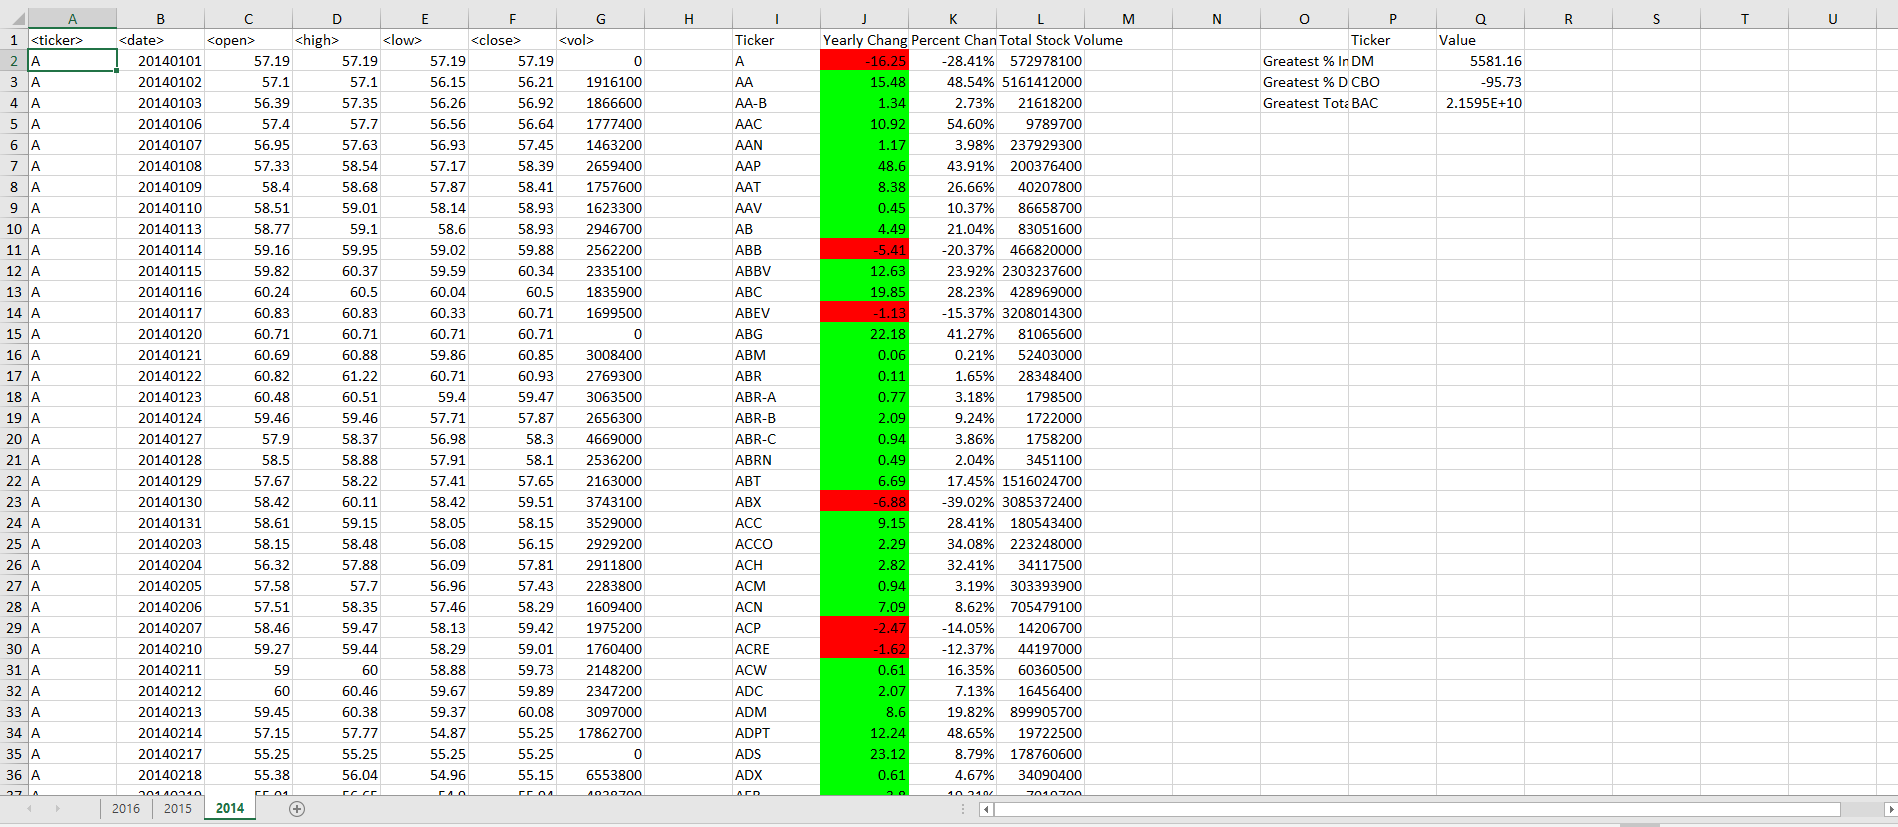 A B C D E F G H I J K L M N O P Q R S T U
1 <ticker> <date> <open> <high> <low> <close> <vol> Ticker Yearly Chang Percent Chan Total Stock Volume Ticker Value
2 A 20140101 57.19 57.19 57.19 57.19 0 A -16.25 -28.41% 572978100 Greatest % In DM 5581.16
3 A 20140102 57.1 57.1 56.15 56.21 1916100 AA 15.48 48.54% 5161412000 Greatest % D CBO -95.73
4 A 20140103 56.39 57.35 56.26 56.92 1866600 AA-B 1.34 2.73% 21618200 Greatest Tota BAC 2.1595E+10
5 A 20140106 57.4 57.7 56.56 56.64 1777400 AAC 10.92 54.60% 9789700
6 A 20140107 56.95 57.63 56.93 57.45 1463200 AAN 1.17 3.98% 237929300
7 A 20140108 57.33 58.54 57.17 58.39 2659400 AAP 48.6 43.91% 200376400
8 A 20140109 58.4 58.68 57.87 58.41 1757600 AAT 8.38 26.66% 40207800
9 A 20140110 58.51 59.01 58.14 58.93 1623300 AAV 0.45 10.37% 86658700
10 A 20140113 58.77 59.1 58.6 58.93 2946700 AB 4.49 21.04% 83051600
11 A 20140114 59.16 59.95 59.02 59.88 2562200 ABB -5.41 -20.37% 466820000
12 A 20140115 59.82 60.37 59.59 60.34 2335100 ABBV 12.63 23.92% 2303237600
13 A 20140116 60.24 60.5 60.04 60.5 1835900 ABC 19.85 28.23% 428969000
14 A 20140117 60.83 60.83 60.33 60.71 1699500 ABEV -1.13 -15.37% 3208014300
15 A 20140120 60.71 60.71 60.71 60.71 0 ABG 22.18 41.27% 81065600
16 A 20140121 60.69 60.88 59.86 60.85 3008400 ABM 0.06 0.21% 52403000
17 A 20140122 60.82 61.22 60.71 60.93 2769300 ABR 0.11 1.65% 28348400
18 A 20140123 60.48 60.51 59.4 59.47 3063500 ABR-A 0.77 3.18% 1798500
19 A 20140124 59.46 59.46 57.71 57.87 2656300 ABR-B 2.09 9.24% 1722000
20 A 20140127 57.9 58.37 56.98 58.3 4669000 ABR-C 0.94 3.86% 1758200
21 A 20140128 58.5 58.88 57.91 58.1 2536200 ABRN 0.49 2.04% 3451100
22 A 20140129 57.67 58.22 57.41 57.65 2163000 ABT 6.69 17.45% 1516024700
23 A 20140130 58.42 60.11 58.42 59.51 3743100 ABX -6.88 -39.02% 3085372400
24 A 20140131 58.61 59.15 58.05 58.15 3529000 ACC 9.15 28.41% 180543400
25 A 20140203 58.15 58.48 56.08 56.15 2929200 ACCO 2.29 34.08% 223248000
26 A 20140204 56.32 57.88 56.09 57.81 2911800 ACH 2.82 32.41% 34117500
27 A 20140205 57.58 57.7 56.96 57.43 2283800 ACM 0.94 3.19% 303393900
28 A 20140206 57.51 58.35 57.46 58.29 1609400 ACN 7.09 8.62% 705479100
29 A 20140207 58.46 59.47 58.13 59.42 1975200 ACP -2.47 -14.05% 14206700
30 A 20140210 59.27 59.44 58.29 59.01 1760400 ACRE -1.62 -12.37% 44197000
31 A 20140211 59 60 58.88 59.73 2148200 ACW 0.61 16.35% 60360500
32 A 20140212 60 60.46 59.67 59.89 2347200 ADC 2.07 7.13% 16456400
33 A 20140213 59.45 60.38 59.37 60.08 3097000 ADM 8.6 19.82% 899905700
34 A 20140214 57.15 57.77 54.87 55.25 17862700 ADPT 12.24 48.65% 19722500
35 A 20140217 55.25 55.25 55.25 55.25 0 ADS 23.12 8.79% 178760600
36 A 20140218 55.38 56.04 54.96 55.15 6553800 ADX 0.61 4.67% 34090400
2016 2015 2014